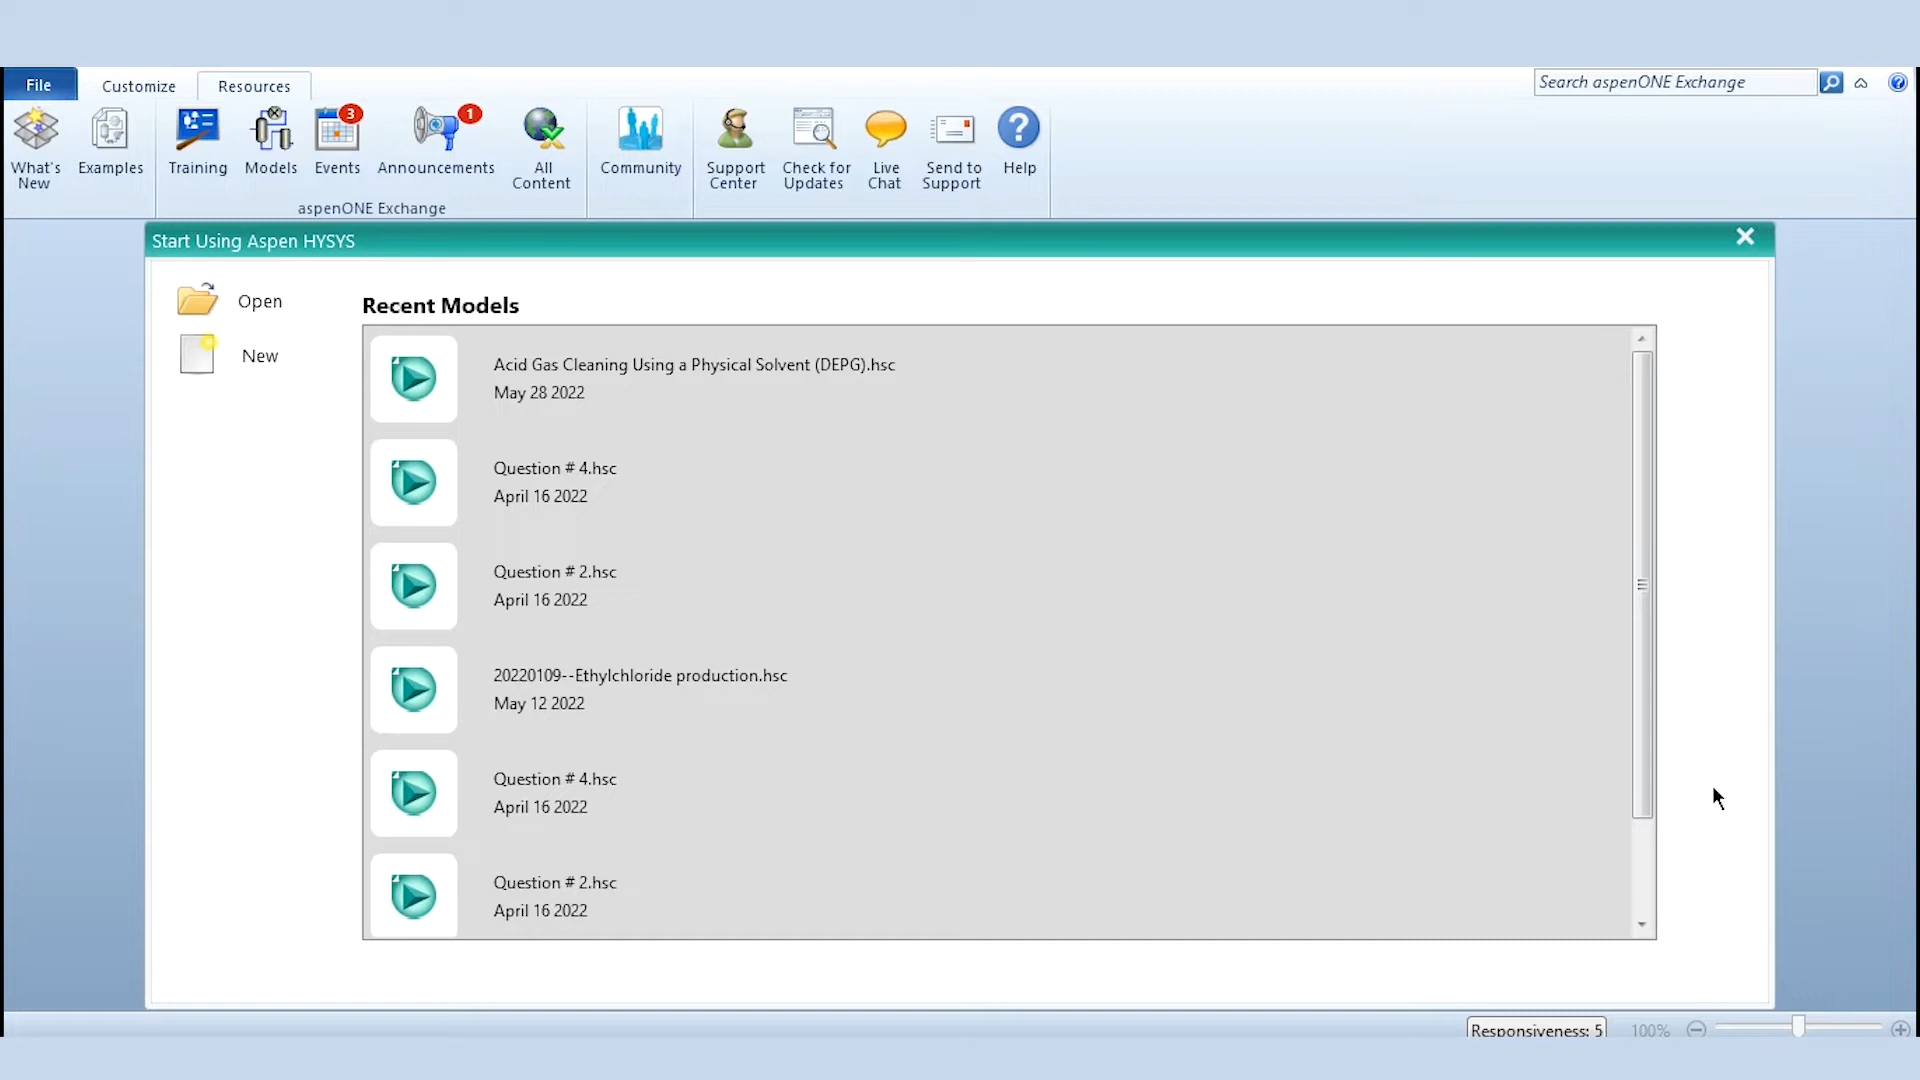 File Customize Resources Search aspenONE Exchange
What's New Examples Training Models Events 3 Announcements 1 All Content Community Support Center Check for Updates Live Chat Send to Support Help
aspenONE Exchange
Start Using Aspen HYSYS
Open
New
Recent Models
Acid Gas Cleaning Using a Physical Solvent (DEPG).hsc
May 28 2022
Question # 4.hsc
April 16 2022
Question # 2.hsc
April 16 2022
20220109--Ethylchloride production.hsc
May 12 2022
Question # 4.hsc
April 16 2022
Question # 2.hsc
April 16 2022
Responsiveness: 5 100%